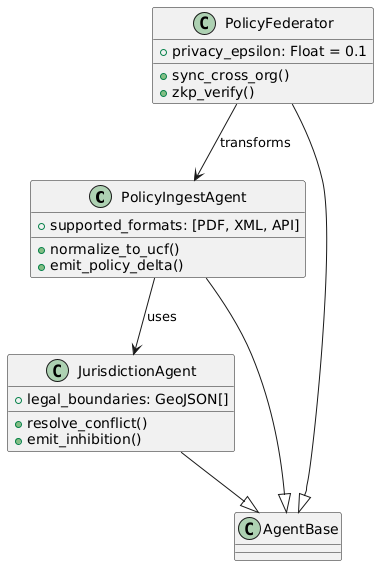 C PolicyFederator
privacy_epsilon: Float = 0.1
sync_cross_org()
zkp_verify()
transforms
C PolicyIngestAgent
supported_formats: [PDF, XML, API]
normalize_to_ucf()
emit_policy_delta()
uses
C JurisdictionAgent
legal_boundaries: GeoJSON[]
resolve_conflict()
emit_inhibition()
C AgentBase